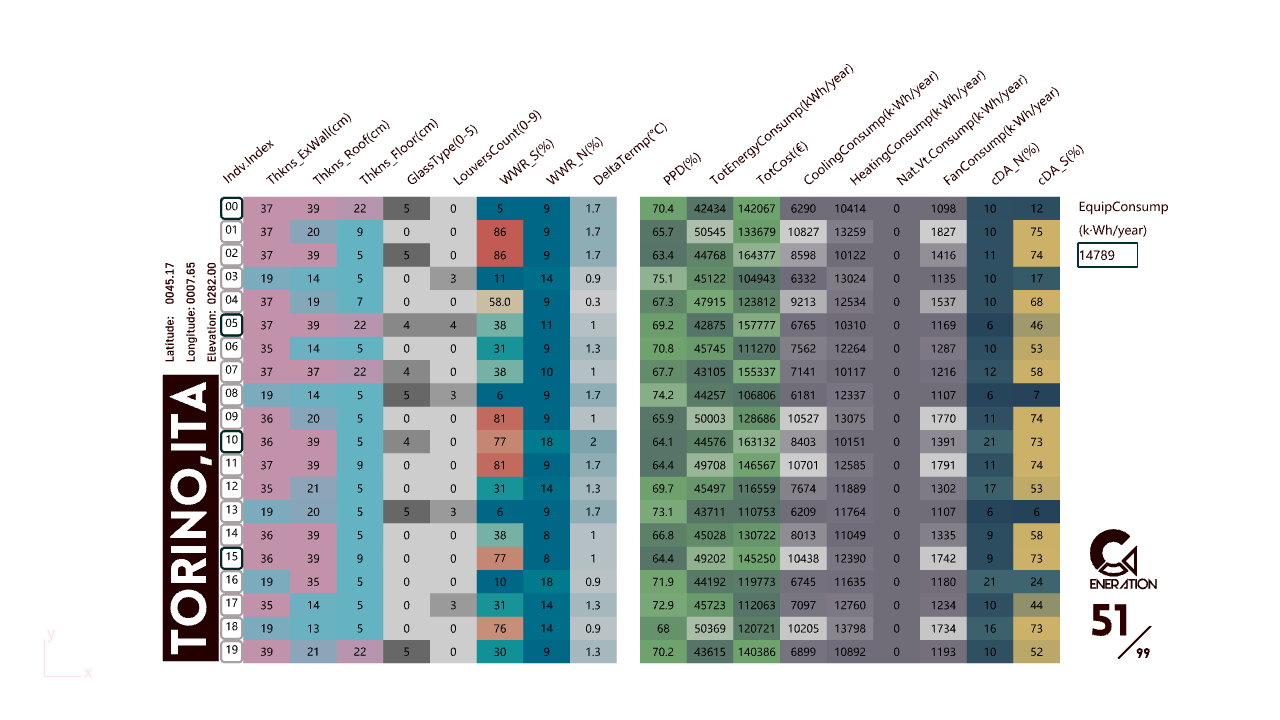 Indv.Index Thkns_ExWall(cm) Thkns_Roof(cm) Thkns_Floor(cm) GlassType(0-5) LouversCount(0-9) WWR_S(%) WWR_N(%) DeltaTermp(°C) PPD(%) TotEnergyConsump(kWh/year) TotCost(€) CoolingConsump(k·Wh/year) HeatingConsump(k·Wh/year) Nat.Vt.Consump(k·Wh/year) FanConsump(k·Wh/year) cDA_N(%) cDA_S(%)
00 37 39 22 5 0 5 9 1.7 70.4 42434 142067 6290 10414 0 1098 10 12
01 37 20 9 0 0 86 9 1.7 65.7 50545 133679 10827 13259 0 1827 10 75
02 37 39 5 5 0 86 9 1.7 63.4 44768 164377 8598 10122 0 1416 11 74
03 19 14 5 0 3 11 14 0.9 75.1 45122 104943 6332 13024 0 1135 10 17
04 37 19 7 0 0 58.0 9 0.3 67.3 47915 123812 9213 12534 0 1537 10 68
05 37 39 22 4 4 38 11 1 69.2 42875 157777 6765 10310 0 1169 6 46
06 35 14 5 0 0 31 9 1.3 70.8 45745 111270 7562 12264 0 1287 10 53
07 37 37 22 4 0 38 10 1 67.7 43105 155337 7141 10117 0 1216 12 58
08 19 14 5 5 3 6 9 1.7 74.2 44257 106806 6181 12337 0 1107 6 7
09 36 20 5 0 0 81 9 1 65.9 50003 128686 10527 13075 0 1770 11 74
10 36 39 5 4 0 77 18 2 64.1 44576 163132 8403 10151 0 1391 21 73
11 37 39 9 0 0 81 9 1.7 64.4 49708 146567 10701 12585 0 1791 11 74
12 35 21 5 0 0 31 14 1.3 69.7 45497 116559 7674 11889 0 1302 17 53
13 19 20 5 5 3 6 9 1.7 73.1 43711 110753 6209 11764 0 1107 6 6
14 36 39 5 0 0 38 8 1 66.8 45028 130722 8013 11049 0 1335 9 58
15 36 39 9 0 0 77 8 1 64.4 49202 145250 10438 12390 0 1742 9 73
16 19 35 5 0 0 10 18 0.9 71.9 44192 119773 6745 11635 0 1180 21 24
17 35 14 5 0 3 31 14 1.3 72.9 45723 112063 7097 12760 0 1234 10 44
18 19 13 5 0 0 76 14 0.9 68 50369 120721 10205 13798 0 1734 16 73
19 39 21 22 5 0 30 9 1.3 70.2 43615 140386 6899 10892 0 1193 10 52
Latitude: 0045.17
Longitude: 0007.65
Elevation: 0282.00
TORINO,ITA
EquipConsump
(k·Wh/year)
14789
G
ENERATION
51/99
y
x